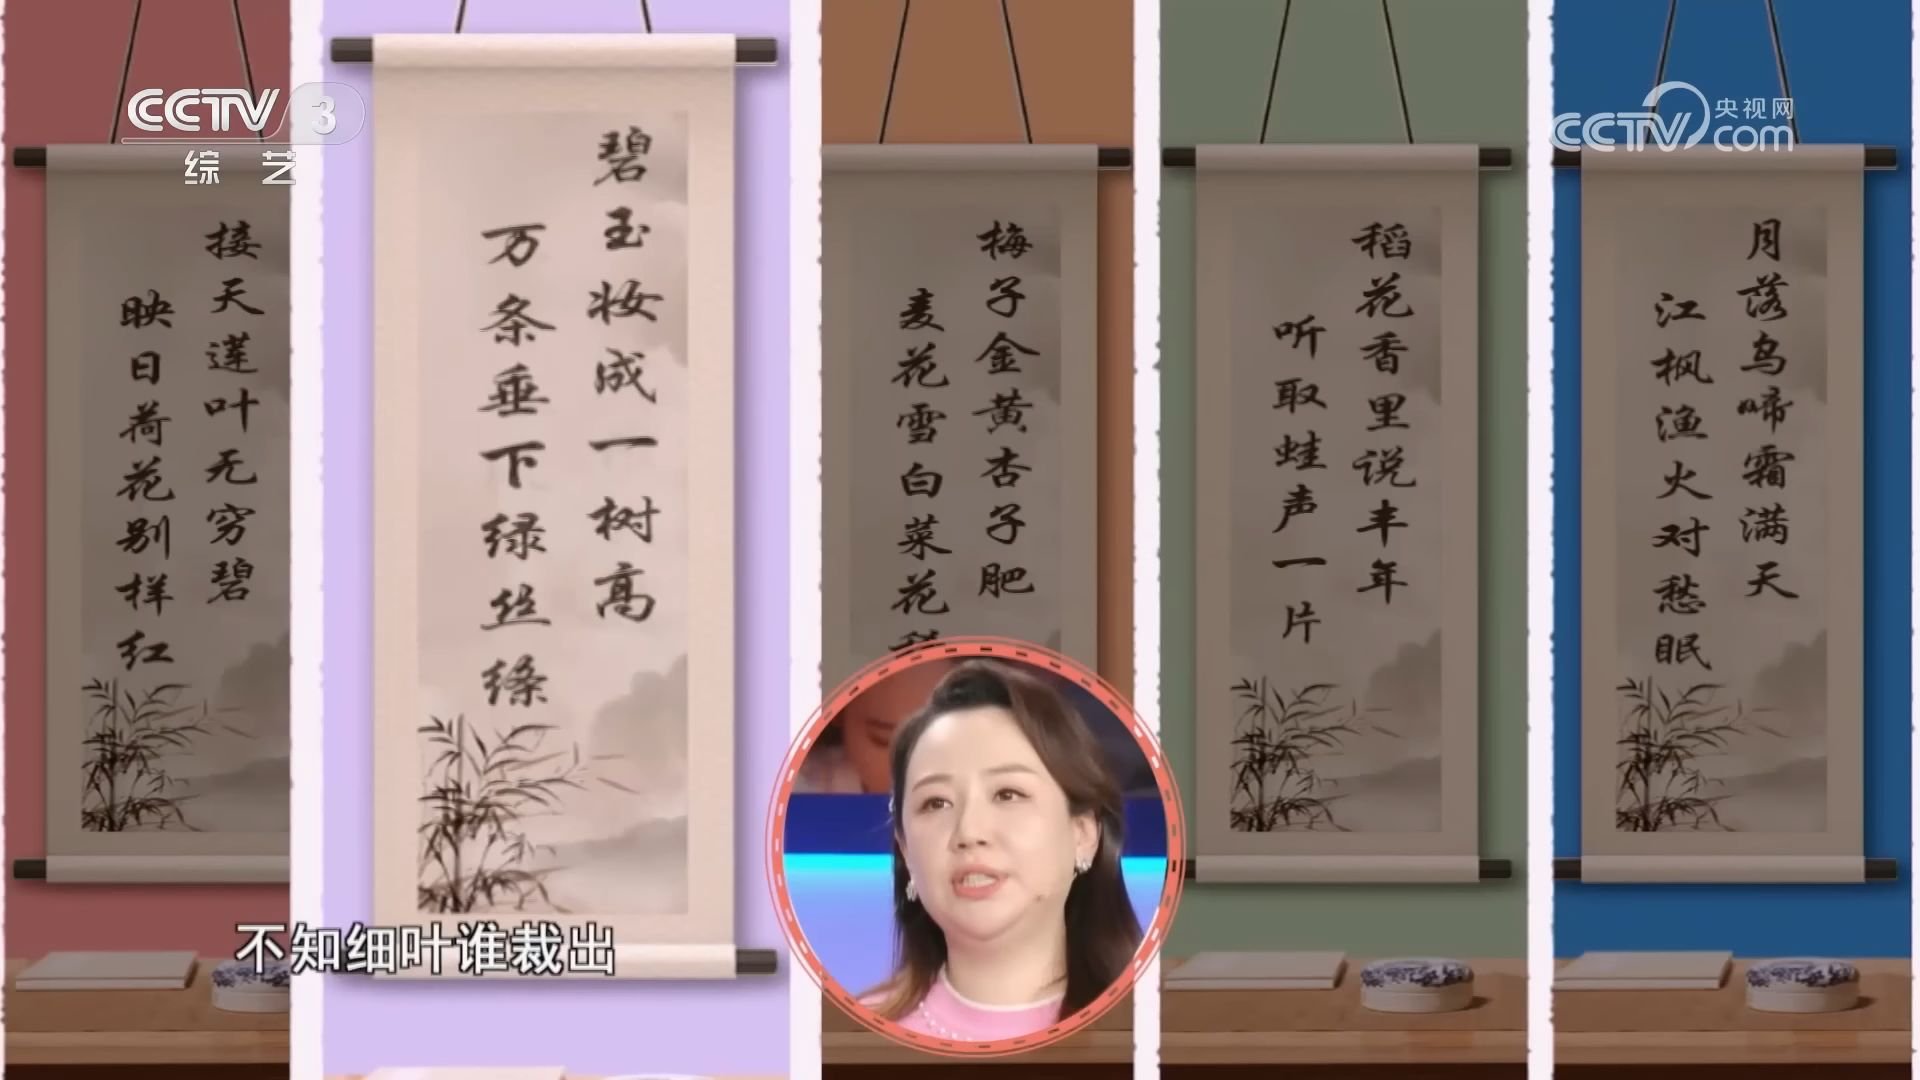 CCTV 3
综艺
央视网
CCTV.com
接天莲叶无穷碧
映日荷花别样红
碧玉妆成一树高
万条垂下绿丝绦
梅子金黄杏子肥
麦花雪白菜花
稻花香里说丰年
听取蛙声一片
月落乌啼霜满天
江枫渔火对愁眠
不知细叶谁裁出